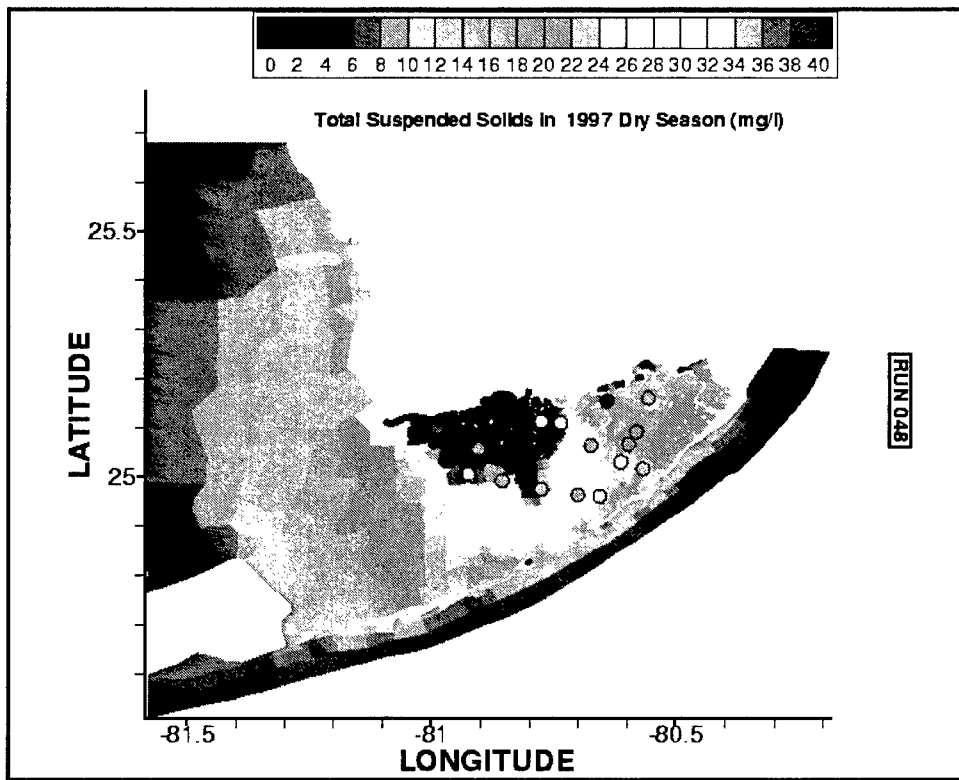 0 2 4 6 8 10 12 14 16 18 20 22 24 26 28 30 32 34 36 38 40
Total Suspended Solids in 1997 Dry Season (mg/l)
25.5
LATITUDE
RUN 048
25
-81.5 -81 -80.5
LONGITUDE